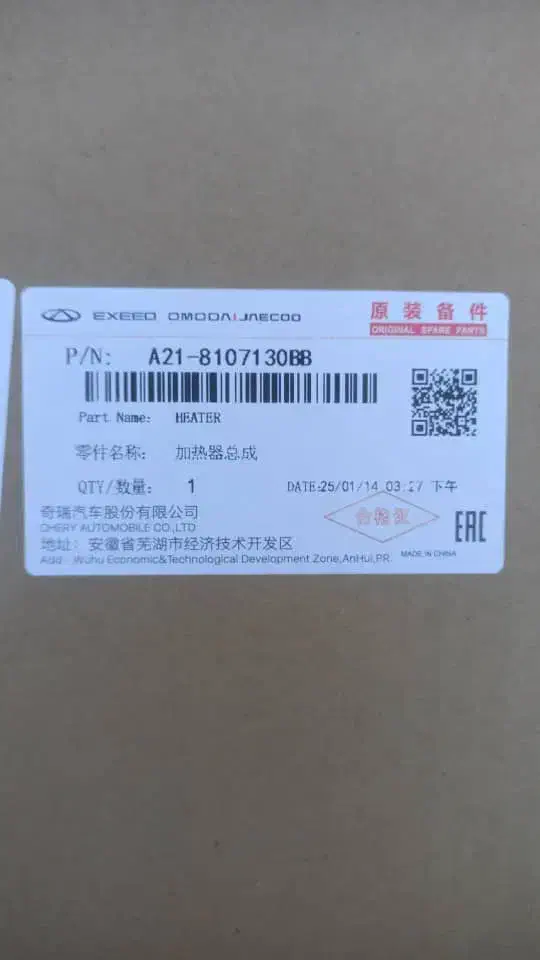 EXEED OMODA|JAECOO
原装备件
ORIGINAL SPARE PARTS
P/N: A21-8107130BB
Part Name: HEATER
零件名称: 加热器总成
QTY/数量: 1
DATE:25/01/14 03:27 下午
奇瑞汽车股份有限公司
CHERY AUTOMOBILE CO.,LTD
合格证
EAC
地址: 安徽省芜湖市经济技术开发区
MADE IN CHINA
Add - Wuhu Economic&Technological Development Zone,AnHui,PR.